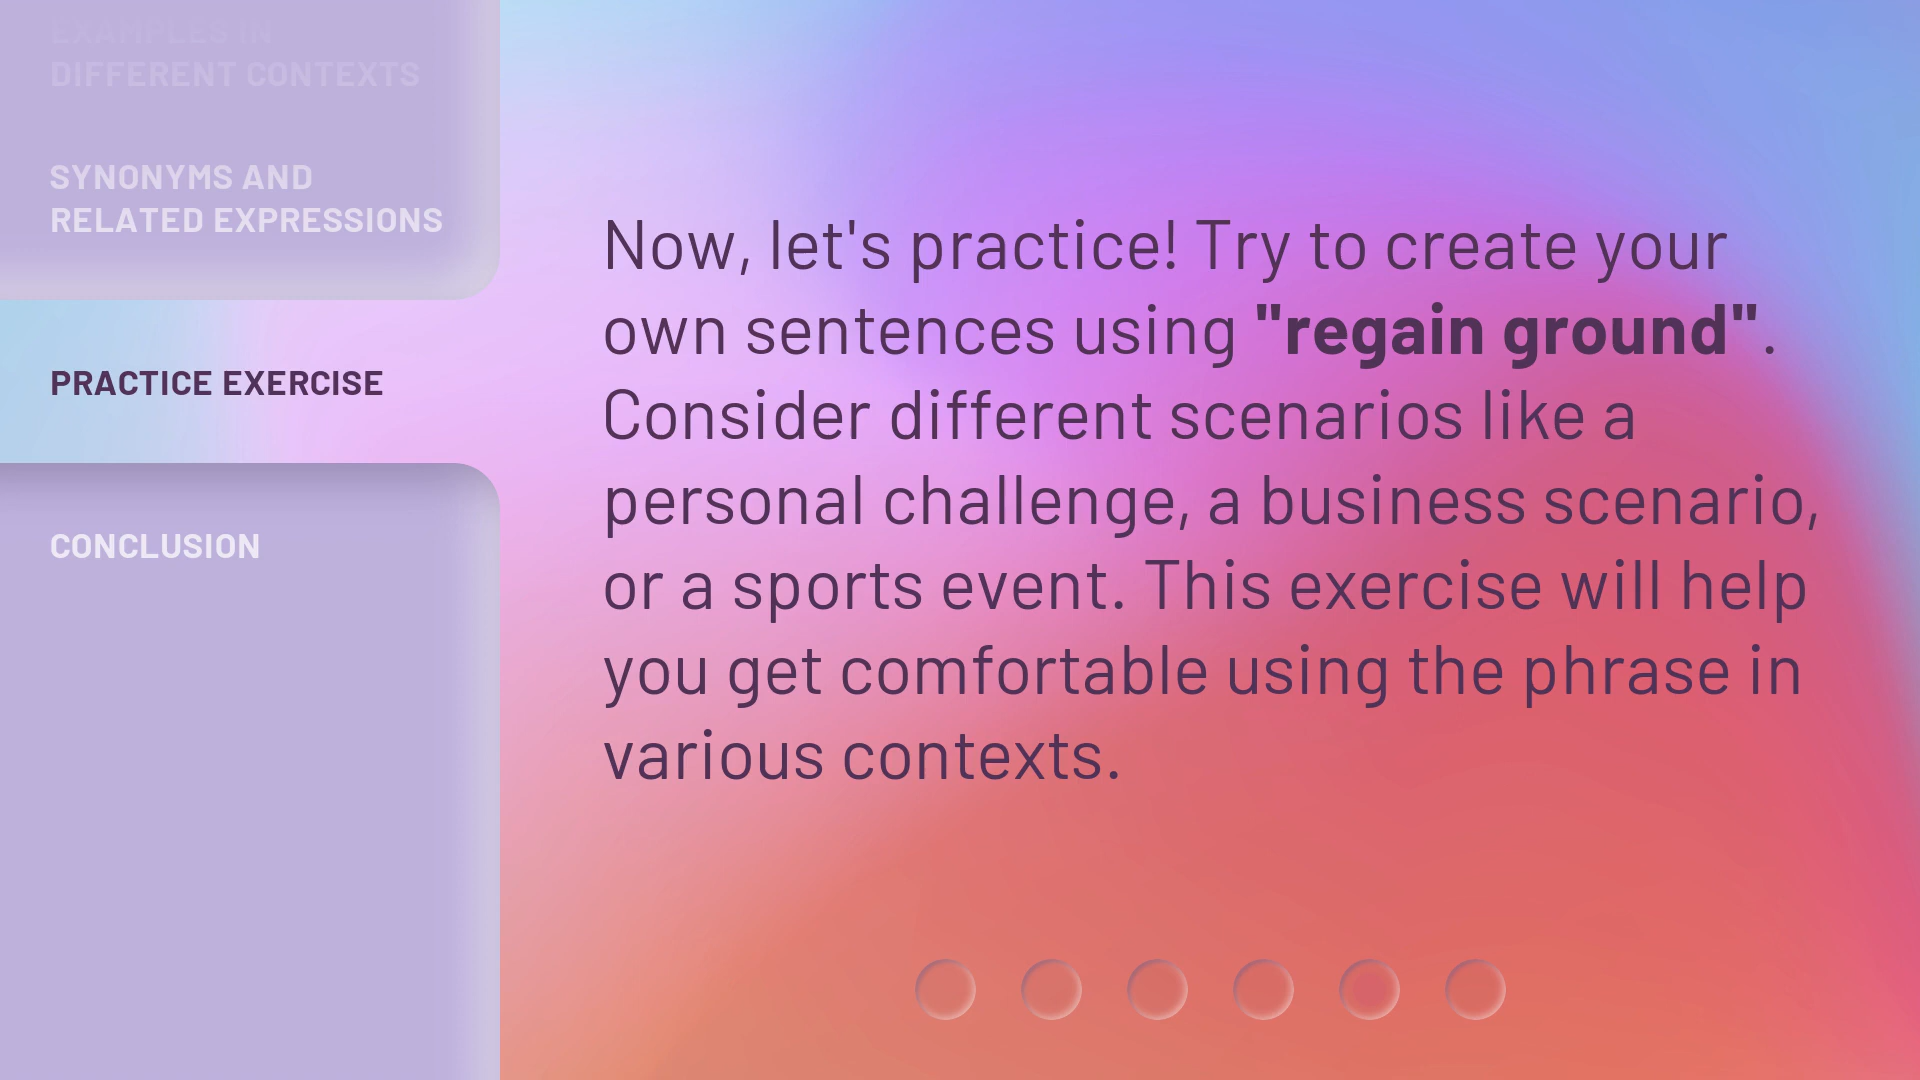 EXAMPLES IN
DIFFERENT CONTEXTS
SYNONYMS AND
RELATED EXPRESSIONS
PRACTICE EXERCISE
CONCLUSION
Now, let's practice! Try to create your
own sentences using "regain ground".
Consider different scenarios like a
personal challenge, a business scenario,
or a sports event. This exercise will help
you get comfortable using the phrase in
various contexts.